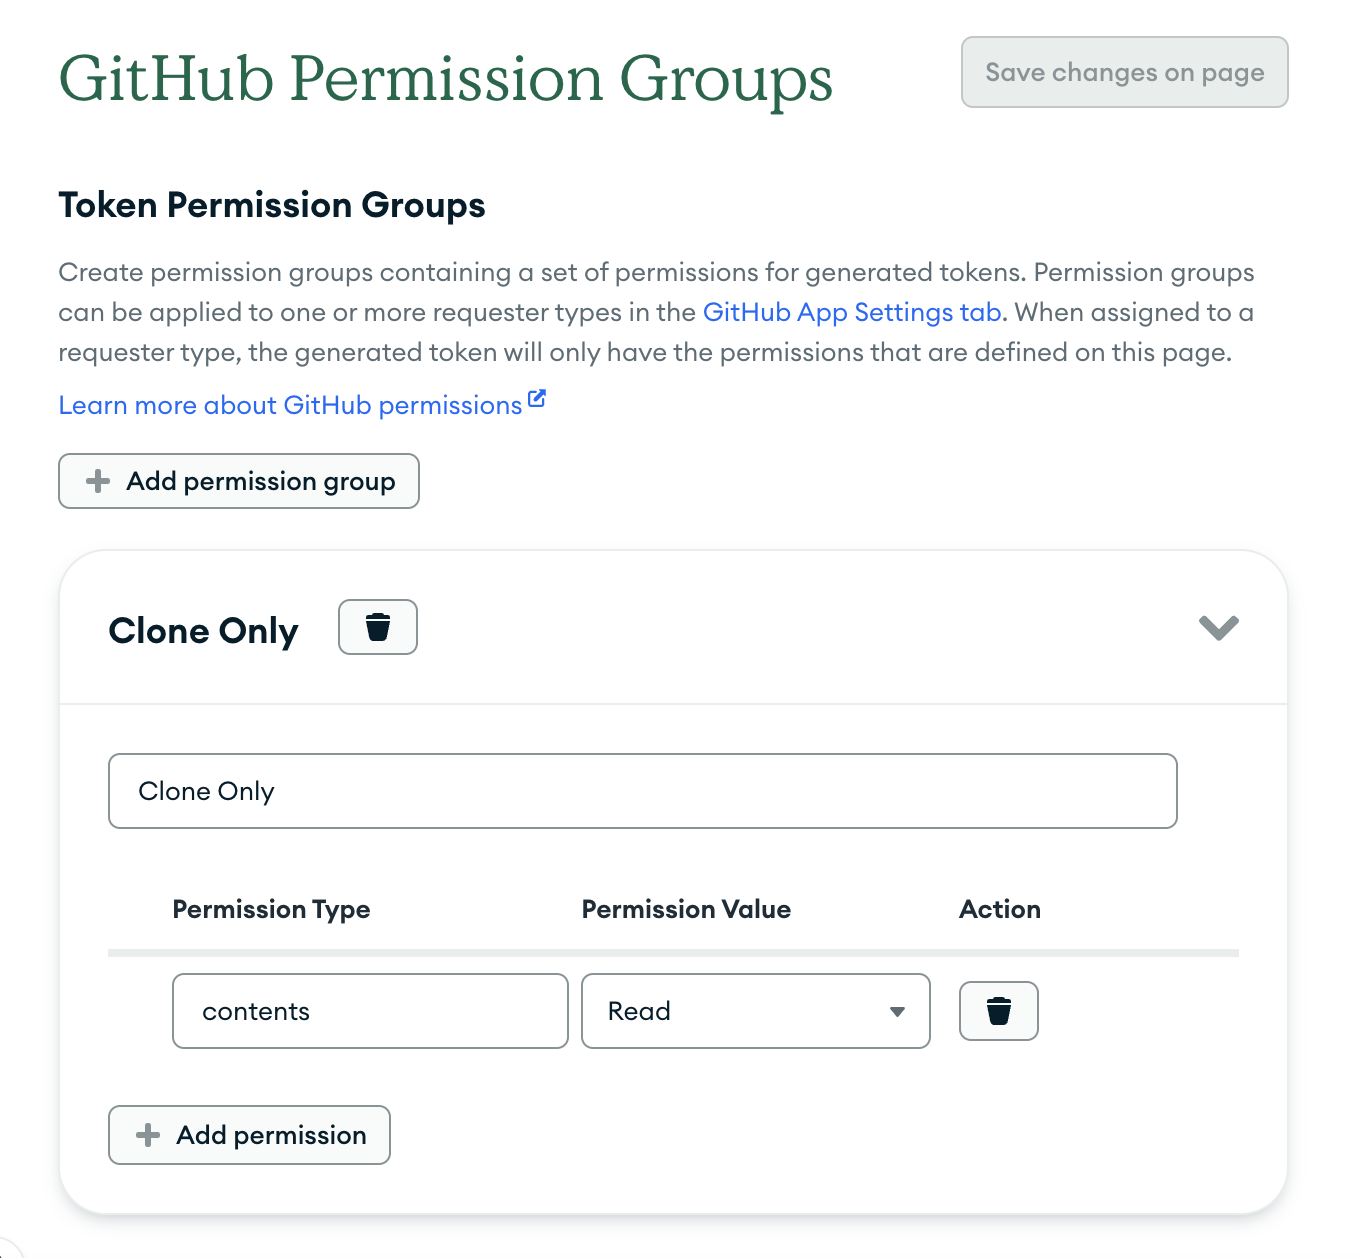 GitHub Permission Groups
Save changes on page
Token Permission Groups
Create permission groups containing a set of permissions for generated tokens. Permission groups
can be applied to one or more requester types in the GitHub App Settings tab. When assigned to a
requester type, the generated token will only have the permissions that are defined on this page.
Learn more about GitHub permissions
Add permission group
Clone Only
Clone Only
Permission Type Permission Value Action
contents Read
Add permission